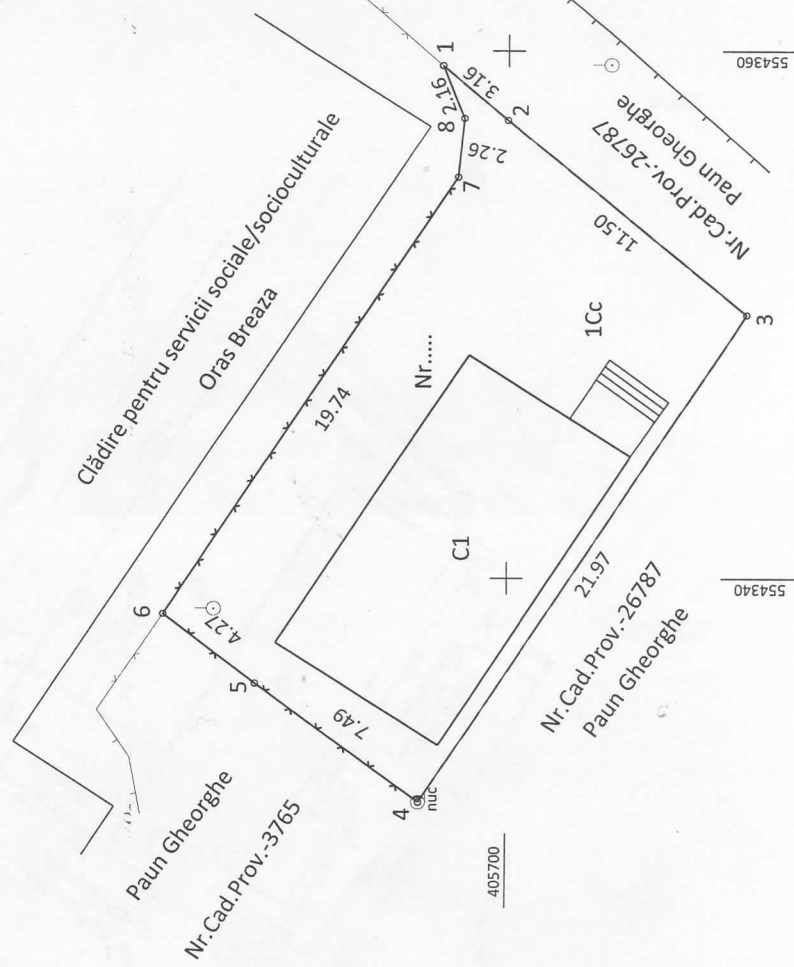 1
554360
3.16
2.16
8
2
2.26
7
Nr.Cad.Prov.-26787
Paun Gheorghe
Clădire pentru servicii sociale/socioculturale
Oras Breaza
11.50
3
1Cc
Nr.....
19.74
C1
6
4.27
5
7.49
21.97
554340
Nr.Cad.Prov.-26787
Paun Gheorghe
4
nuc
Paun Gheorghe
Nr.Cad.Prov.-3765
405700